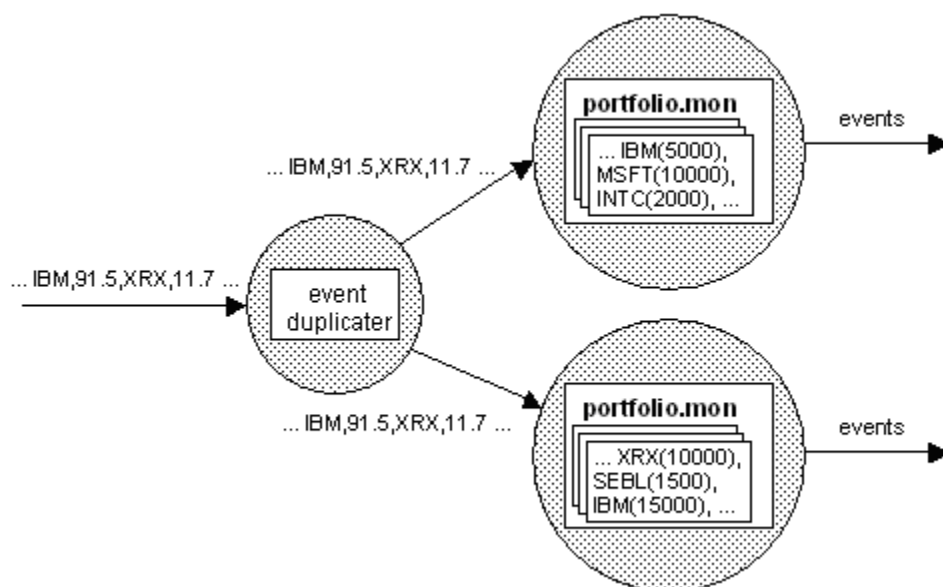 portfolio.mon
... IBM(5000),
MSFT(10000),
INTC(2000), ...
events
... IBM,91.5,XRX,11.7 ...
... IBM,91.5,XRX,11.7 ...
event
duplicater
... IBM,91.5,XRX,11.7 ...
portfolio.mon
... XRX(10000),
SEBL(1500),
IBM(15000), ...
events